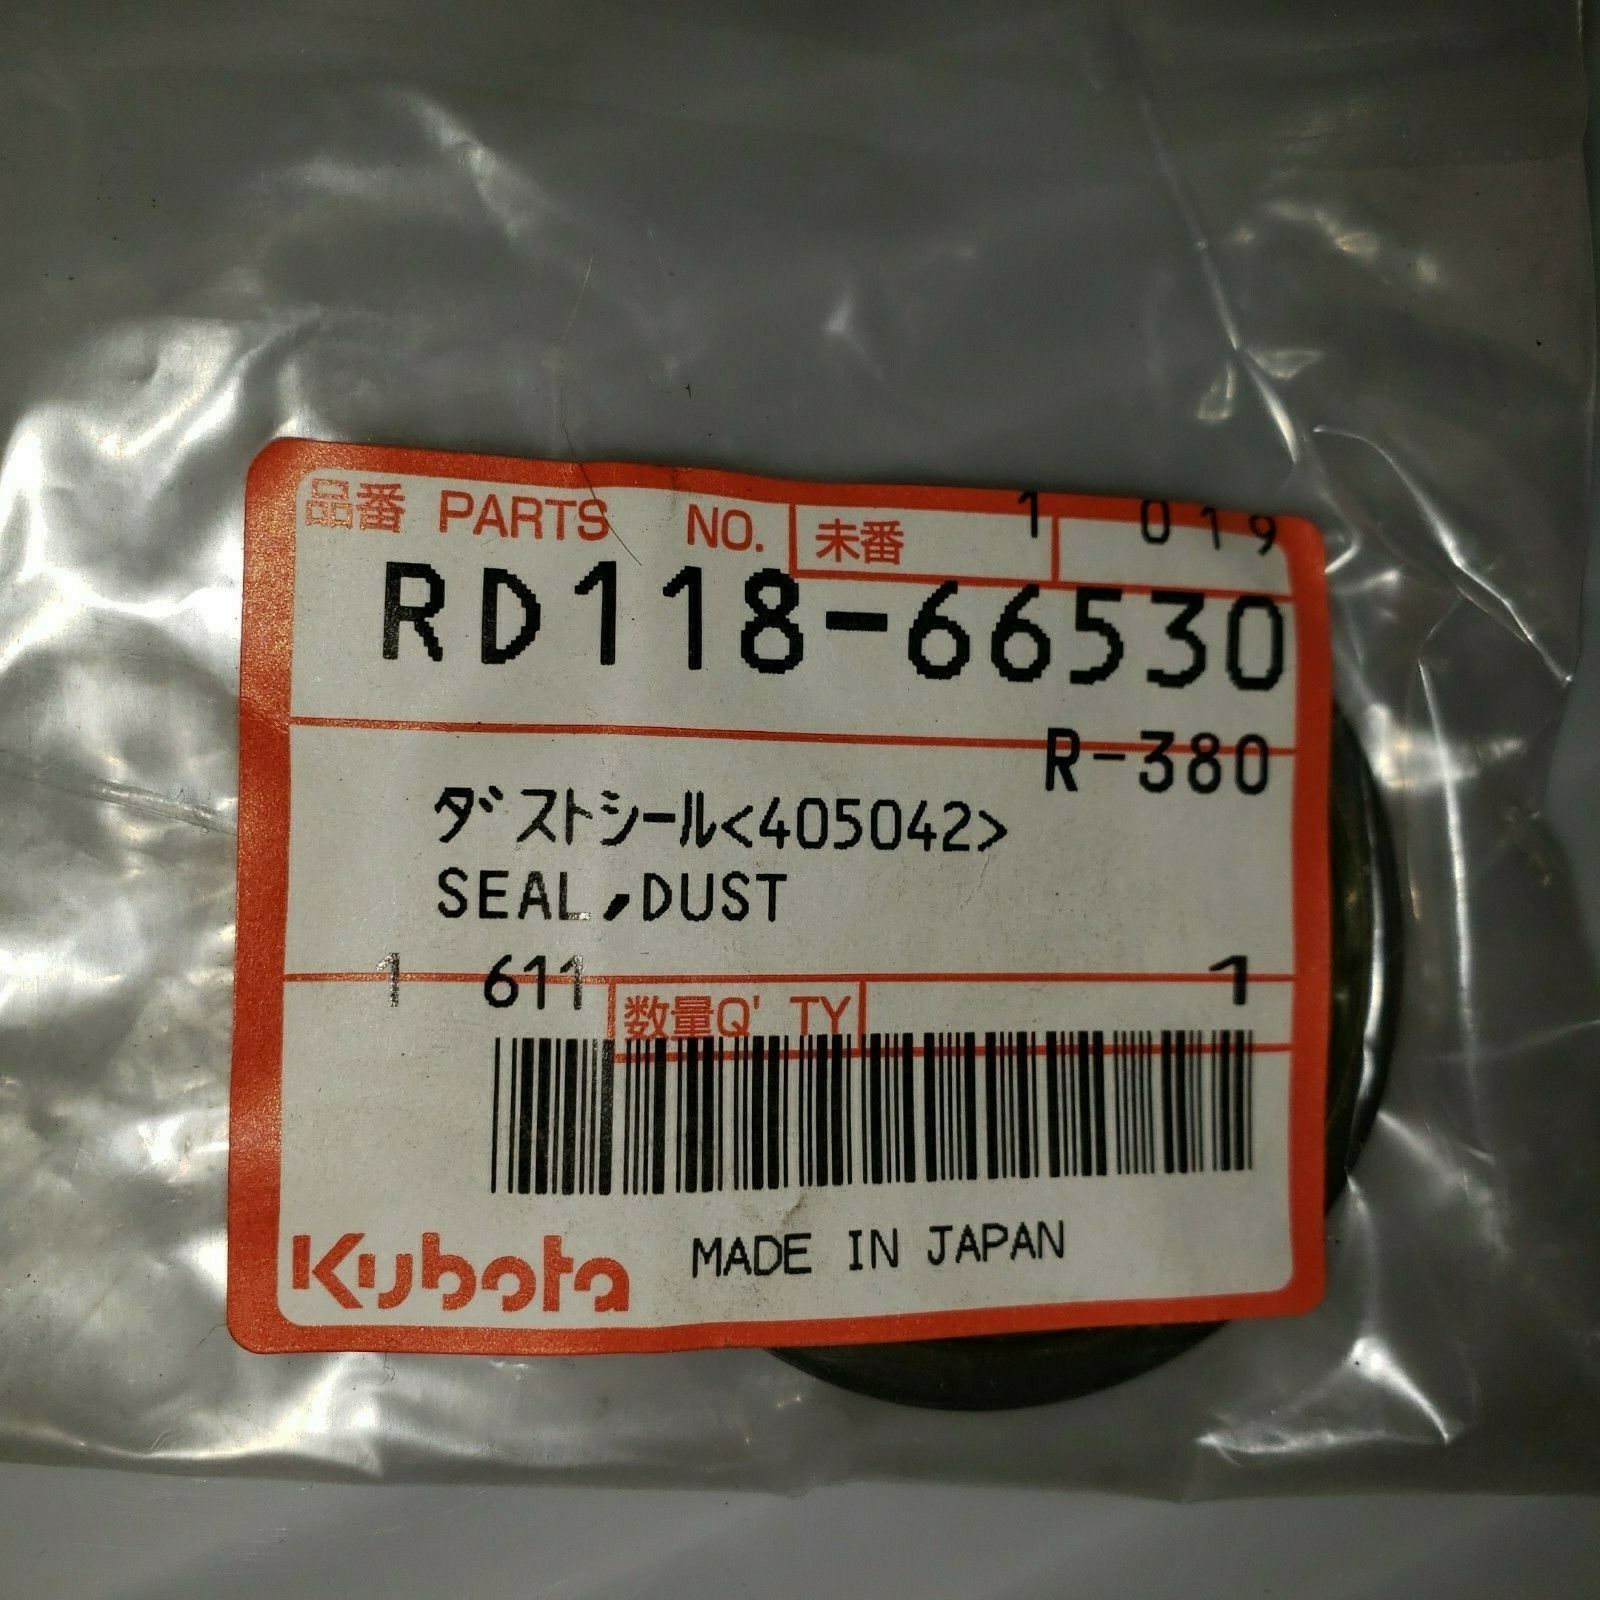 品番 PARTS NO. 未番 1 019
RD118-66530
R-380
ダストシール<405042>
SEAL,DUST
1 611 数量Q'TY 1
Kubota MADE IN JAPAN